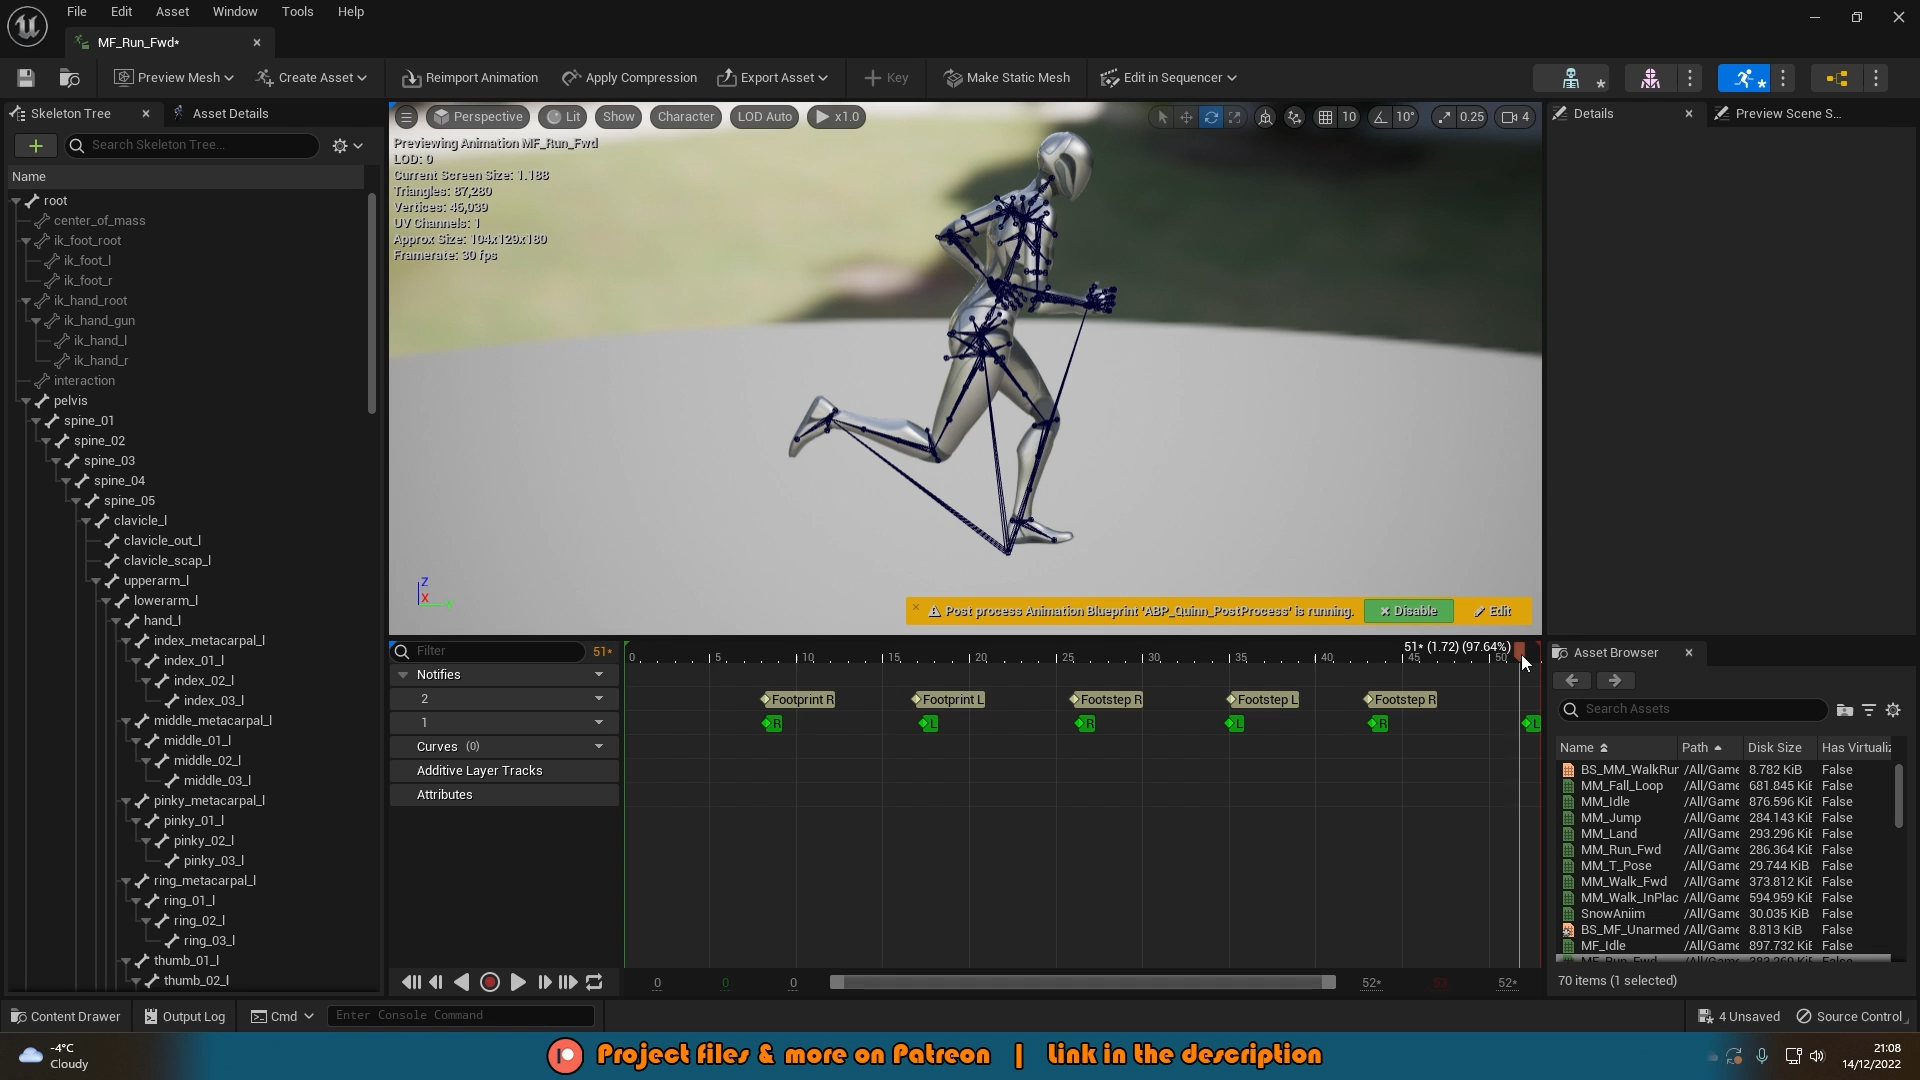 File Edit Asset Window Tools Help
MF_Run_Fwd*
Preview Mesh Create Asset Reimport Animation Apply Compression Export Asset Key Make Static Mesh Edit in Sequencer
Skeleton Tree Asset Details
Search Skeleton Tree...
Name
root
center_of_mass
ik_foot_root
ik_foot_l
ik_foot_r
ik_hand_root
ik_hand_gun
ik_hand_l
ik_hand_r
interaction
pelvis
spine_01
spine_02
spine_03
spine_04
spine_05
clavicle_l
clavicle_out_l
clavicle_scap_l
upperarm_l
lowerarm_l
hand_l
index_metacarpal_l
index_01_l
index_02_l
index_03_l
middle_metacarpal_l
middle_01_l
middle_02_l
middle_03_l
pinky_metacarpal_l
pinky_01_l
pinky_02_l
pinky_03_l
ring_metacarpal_l
ring_01_l
ring_02_l
ring_03_l
thumb_01_l
thumb_02_l
Perspective Lit Show Character LOD Auto x1.0 10 10° 0.25 4
Previewing Animation MF_Run_Fwd
LOD: 0
Current Screen Size: 1.188
Triangles: 87,280
Vertices: 46,039
UV Channels: 1
Approx Size: 104x129x180
Framerate: 30 fps
Z
X
Post process Animation Blueprint 'ABP_Quinn_PostProcess' is running. Disable Edit
Filter 51*
51* (1.72) (97.64%)
0 5 10 15 20 25 30 35 40 45 50
Notifies
2 Footprint R Footprint L Footstep R Footstep L Footstep R
1 R L R L R L
Curves (0)
Additive Layer Tracks
Attributes
0 0 0 52* 53 52*
Details Preview Scene S...
Asset Browser
Search Assets
Name Path Disk Size Has Virtualiz
BS_MM_WalkRur /All/Game 8.782 KiB False
MM_Fall_Loop /All/Game 681.845 KiB False
MM_Idle /All/Game 876.596 KiB False
MM_Jump /All/Game 284.143 KiB False
MM_Land /All/Game 293.296 KiB False
MM_Run_Fwd /All/Game 286.364 KiB False
MM_T_Pose /All/Game 29.744 KiB False
MM_Walk_Fwd /All/Game 373.812 KiB False
MM_Walk_InPlac /All/Game 594.959 KiB False
SnowAniim /All/Game 30.035 KiB False
BS_MF_Unarmed /All/Game 8.813 KiB False
MF_Idle /All/Game 897.732 KiB False
70 items (1 selected)
Content Drawer Output Log Cmd Enter Console Command 4 Unsaved Source Control
-4°C
Cloudy
Project files & more on Patreon | Link in the description
21:08
14/12/2022